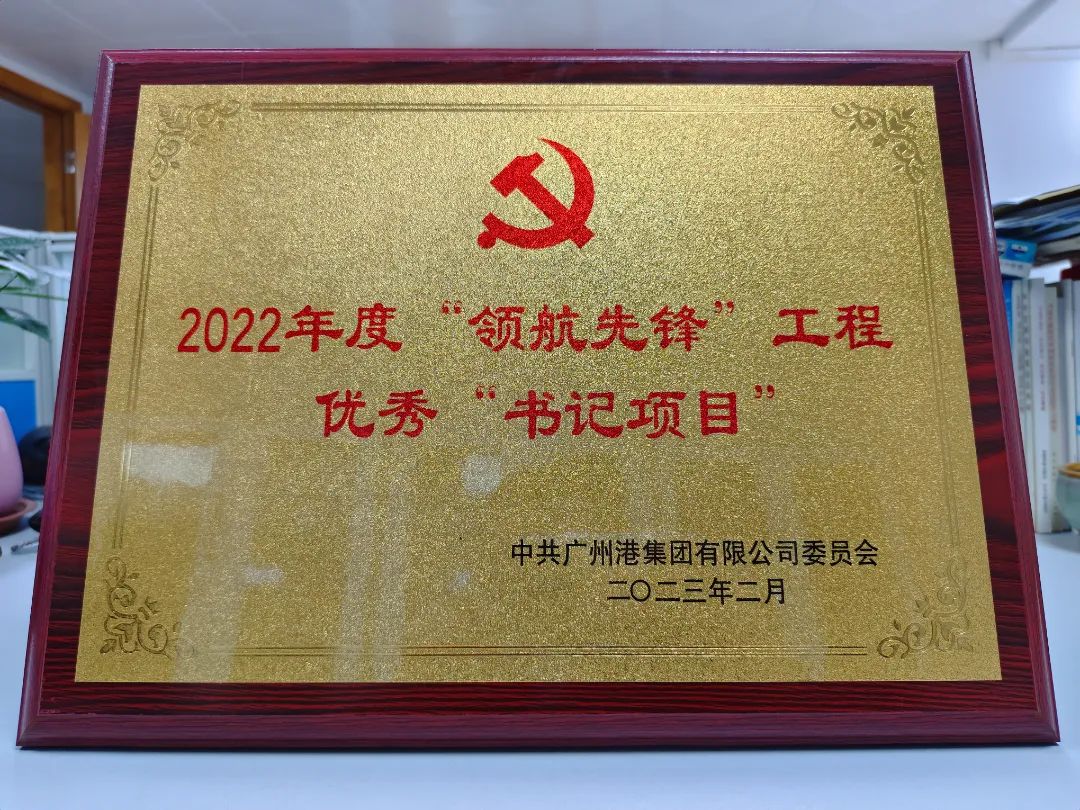 2022年度“领航先锋”工程
优秀“书记项目”
中共广州港集团有限公司委员会
二〇二三年二月